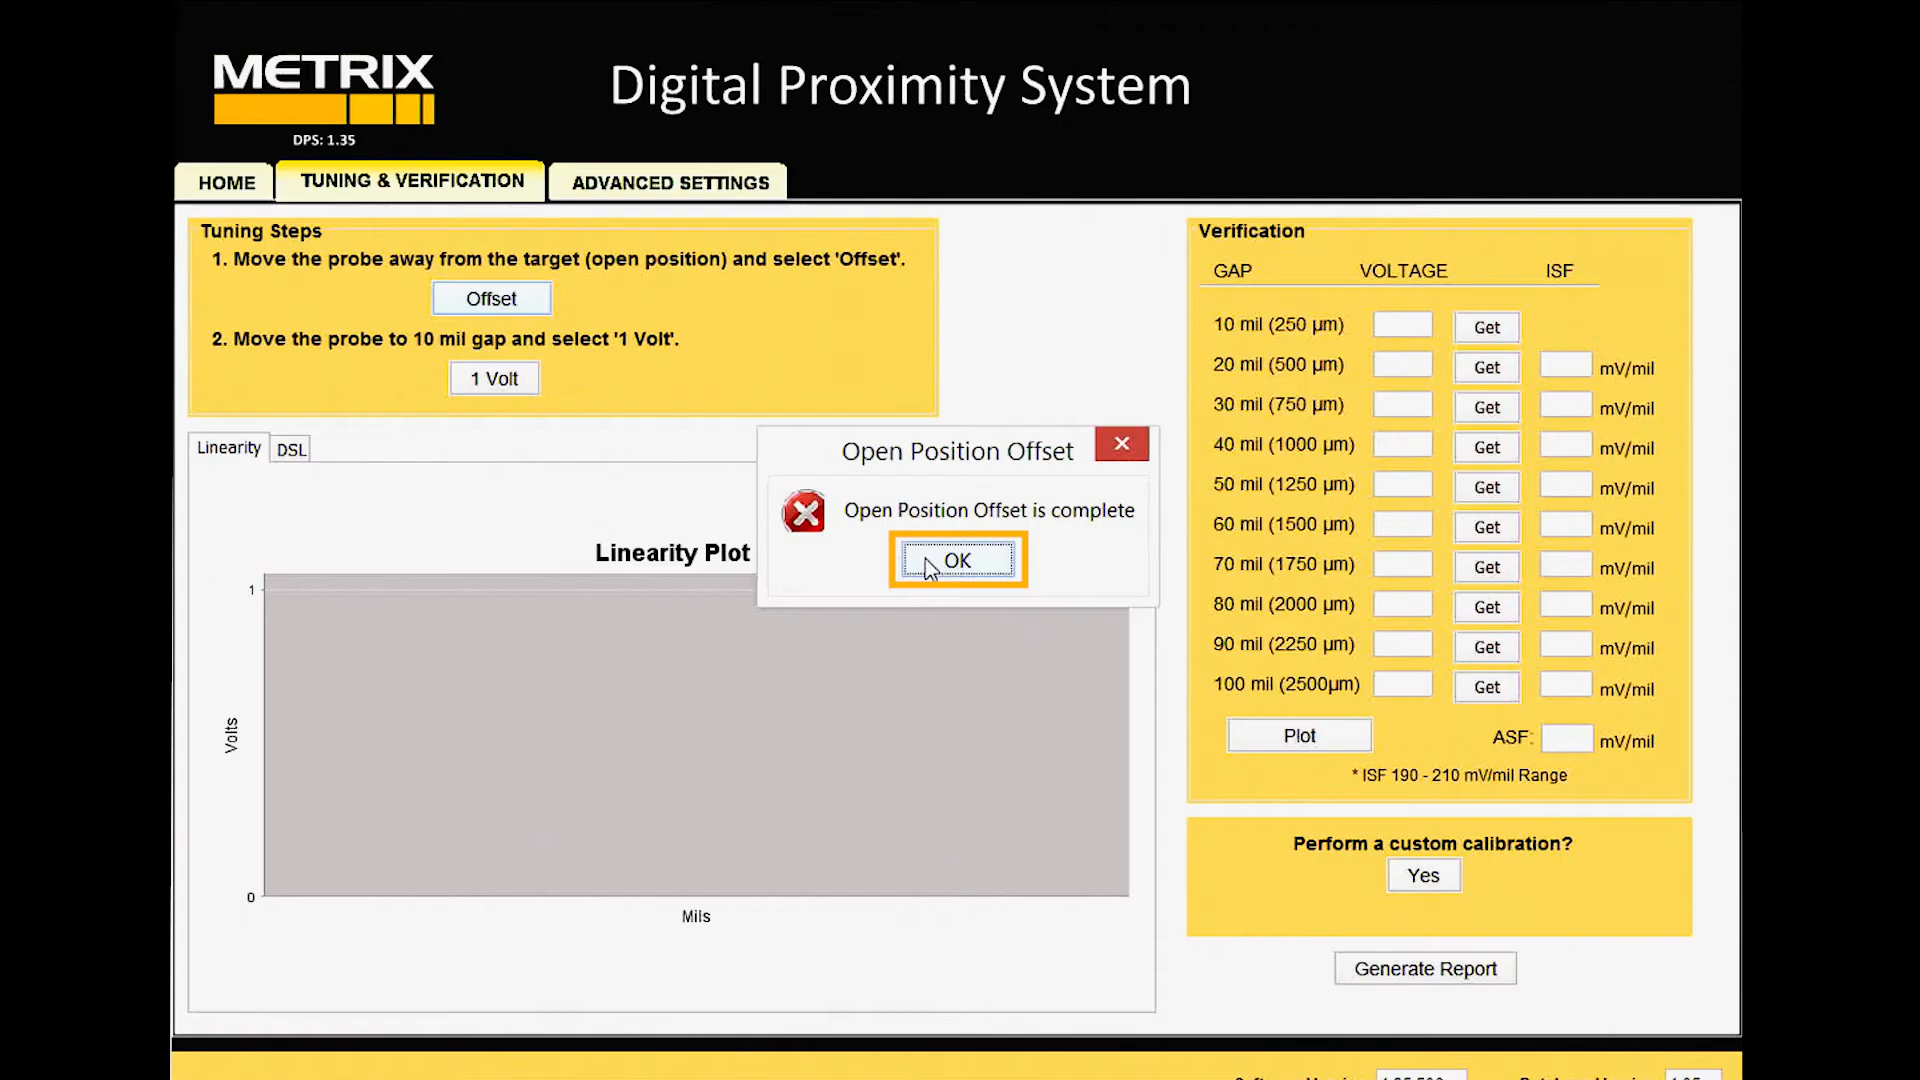 METRIX
Digital Proximity System
DPS: 1.35
HOME
TUNING & VERIFICATION
ADVANCED SETTINGS
Tuning Steps
1. Move the probe away from the target (open position) and select 'Offset'.
Offset
2. Move the probe to 10 mil gap and select '1 Volt'.
1 Volt
Linearity
DSL
Linearity Plot
1
0
Volts
Mils
Open Position Offset
Open Position Offset is complete
OK
Verification
GAP VOLTAGE ISF
10 mil (250 µm) Get
20 mil (500 µm) Get mV/mil
30 mil (750 µm) Get mV/mil
40 mil (1000 µm) Get mV/mil
50 mil (1250 µm) Get mV/mil
60 mil (1500 µm) Get mV/mil
70 mil (1750 µm) Get mV/mil
80 mil (2000 µm) Get mV/mil
90 mil (2250 µm) Get mV/mil
100 mil (2500µm) Get mV/mil
Plot ASF: mV/mil
* ISF 190 - 210 mV/mil Range
Perform a custom calibration?
Yes
Generate Report